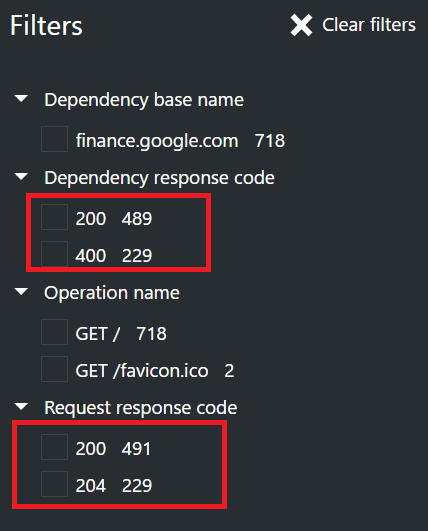 Filters
Clear filters
Dependency base name
finance.google.com 718
Dependency response code
200 489
400 229
Operation name
GET / 718
GET /favicon.ico 2
Request response code
200 491
204 229